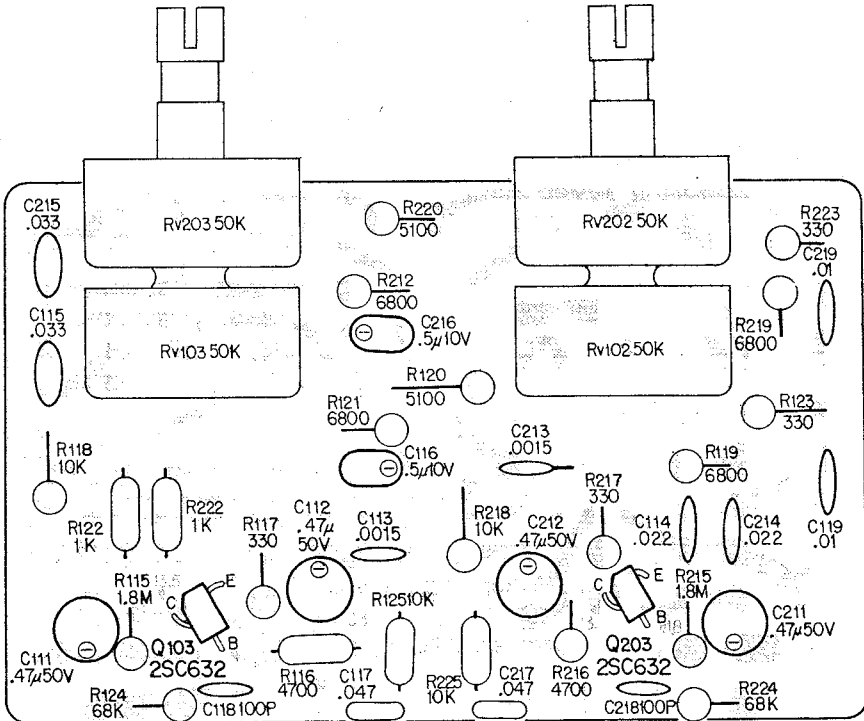 C215
.033
RV203 50K
R220
5100
RV202 50K
R223
330
C219
.01
R212
6800
C115
.033
C216
.5μ10V
RV103 50K
RV102 50K
R219
6800
R120
5100
R121
6800
R123
330
R118
10K
C116
.5μ10V
C213
.0015
R119
6800
R122
1K
R222
1K
R117
330
C112
.47μ
50V
C113
.0015
R218
10K
C212
.47μ50V
R217
330
C114
.022
C214
.022
C119
.01
R115
1.8M
C
E
B
R125 10K
C
E
B
R215
1.8M
C211
.47μ50V
C111
.47μ50V
Q103
2SC632
R116
4700
C117
.047
R225
10K
C217
.047
R216
4700
Q203
2SC632
R124
68K
C118 100P
C218 100P
R224
68K